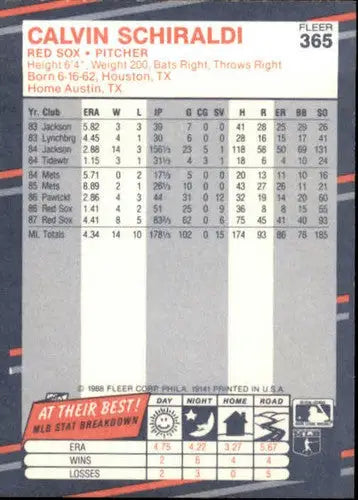 CALVIN SCHIRALDI
FLEER
365
RED SOX • PITCHER
Height 6'4", Weight 200, Bats Right, Throws Right
Born 6-16-62, Houston, TX
Home Austin, TX
Yr. Club ERA W L IP G CG SV H R ER BB SO
83 Jackson 5.82 3 3 39 7 0 0 41 28 25 29 26
83 Lynchbrg 4.45 4 1 30 6 1 0 28 16 15 17 41
84 Jackson 2.88 14 3 156⅓ 23 5 0 118 58 50 69 131
84 Tidewtr 1.15 3 1 31⅓ 4 3 1 18 6 4 10 24
84 Mets 5.71 0 2 17⅓ 5 0 0 20 13 11 10 16
85 Mets 8.89 2 1 26⅓ 10 0 0 43 27 26 11 21
86 Pawtckt 2.86 4 3 44 31 0 12 32 19 14 20 60
86 Red Sox 1.41 4 2 51 25 0 9 36 8 8 15 55
87 Red Sox 4.41 8 5 83⅔ 62 0 6 75 45 41 40 93
ML Totals 4.34 14 10 178⅓ 102 0 15 174 93 86 76 185
© 1988 FLEER CORP. PHILA. 19141 PRINTED IN U.S.A.
AT THEIR BEST!
MLB STAT BREAKDOWN
DAY NIGHT HOME ROAD
ERA 4.75 4.22 3.27 5.67
WINS 2 6 4 4
LOSSES 2 3 0 5